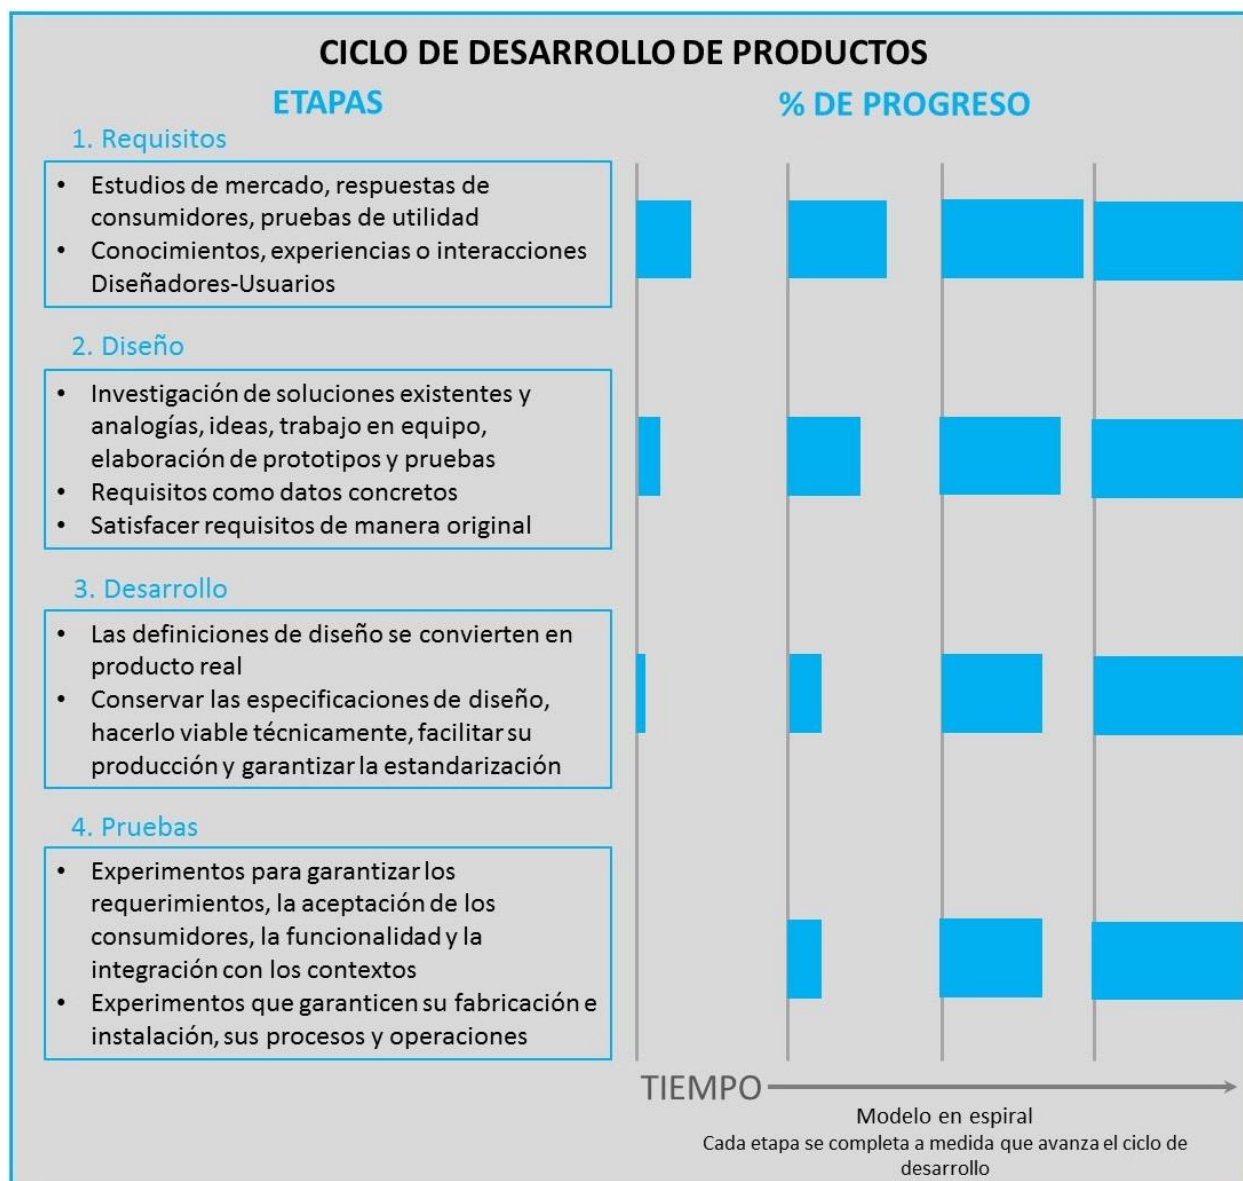 CICLO DE DESARROLLO DE PRODUCTOS
ETAPAS
% DE PROGRESO
1. Requisitos
• Estudios de mercado, respuestas de
consumidores, pruebas de utilidad
• Conocimientos, experiencias o interacciones
Diseñadores-Usuarios
2. Diseño
• Investigación de soluciones existentes y
analogías, ideas, trabajo en equipo,
elaboración de prototipos y pruebas
• Requisitos como datos concretos
• Satisfacer requisitos de manera original
3. Desarrollo
• Las definiciones de diseño se convierten en
producto real
• Conservar las especificaciones de diseño,
hacerlo viable técnicamente, facilitar su
producción y garantizar la estandarización
4. Pruebas
• Experimentos para garantizar los
requerimientos, la aceptación de los
consumidores, la funcionalidad y la
integración con los contextos
• Experimentos que garanticen su fabricación e
instalación, sus procesos y operaciones
TIEMPO
Modelo en espiral
Cada etapa se completa a medida que avanza el ciclo de
desarrollo